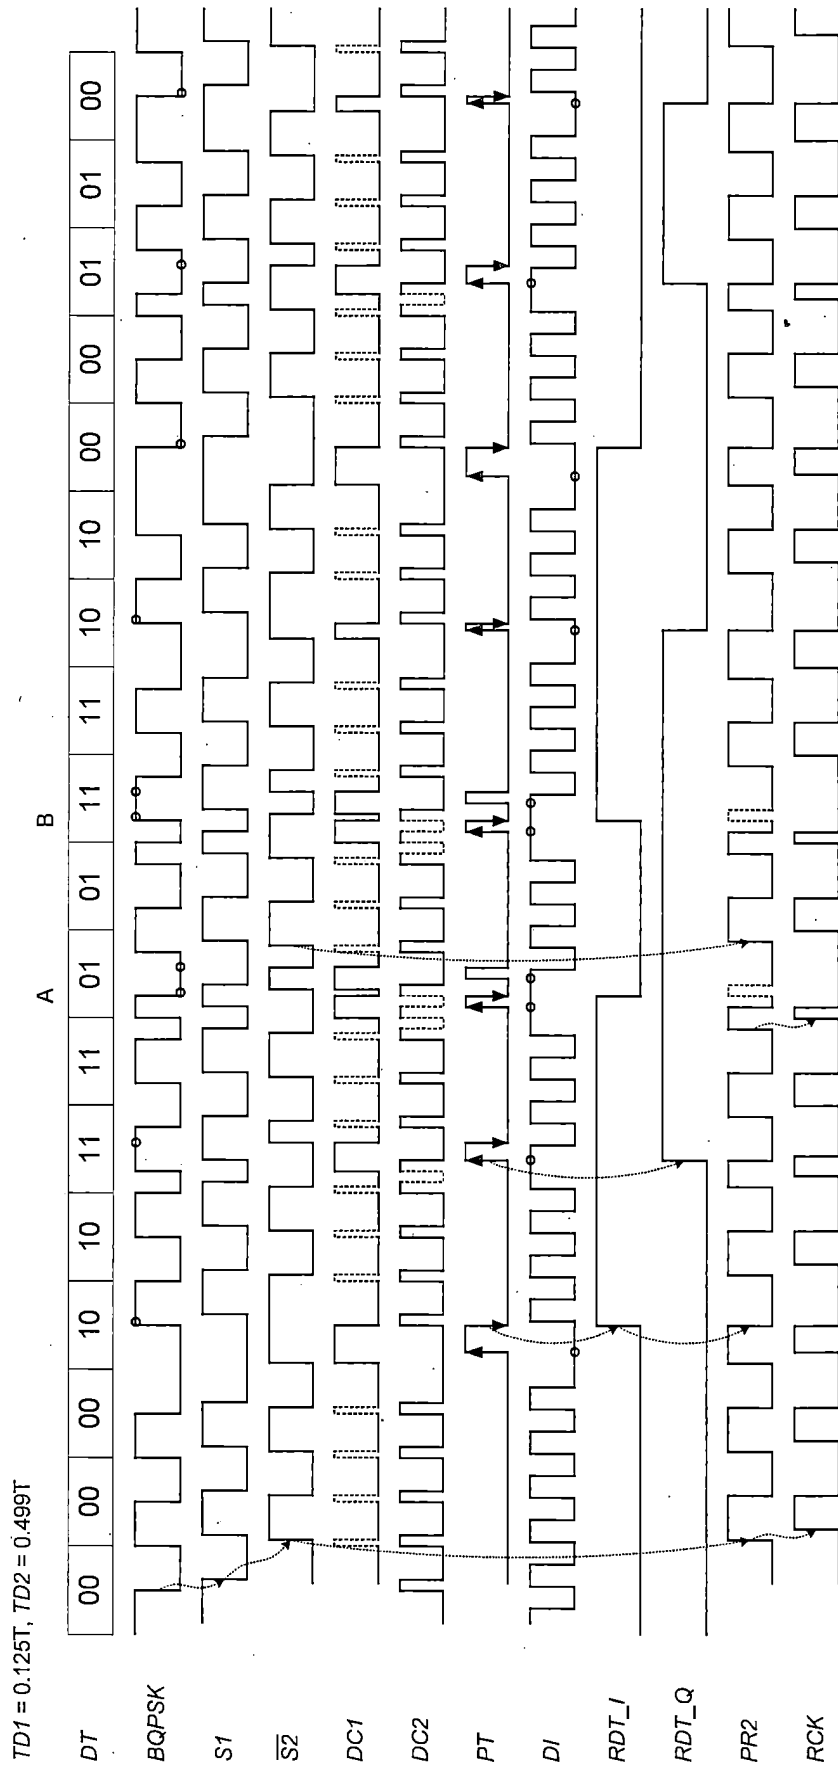 TD1 = 0.125T, TD2 = 0.499T
A B
DT 00 00 00 10 10 11 11 01 01 11 11 10 10 00 00 01 01 00
BQPSK
S1
S̅2̅
DC1
DC2
PT
DI
RDT_I
RDT_Q
PR2
RCK